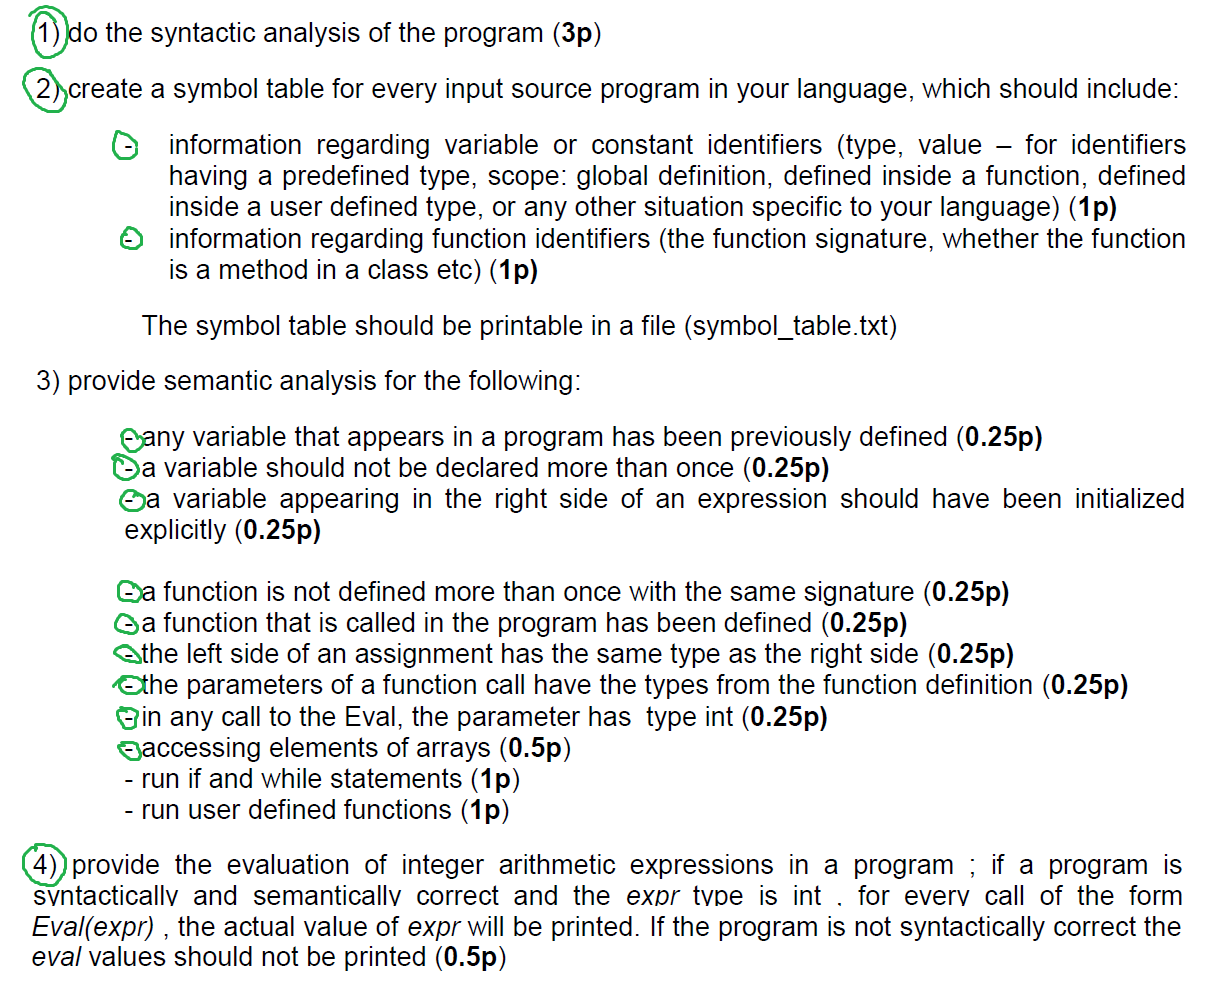 1) do the syntactic analysis of the program (3p)
2) create a symbol table for every input source program in your language, which should include:
- information regarding variable or constant identifiers (type, value – for identifiers
having a predefined type, scope: global definition, defined inside a function, defined
inside a user defined type, or any other situation specific to your language) (1p)
- information regarding function identifiers (the function signature, whether the function
is a method in a class etc) (1p)
The symbol table should be printable in a file (symbol_table.txt)
3) provide semantic analysis for the following:
- any variable that appears in a program has been previously defined (0.25p)
- a variable should not be declared more than once (0.25p)
- a variable appearing in the right side of an expression should have been initialized
explicitly (0.25p)
- a function is not defined more than once with the same signature (0.25p)
- a function that is called in the program has been defined (0.25p)
- the left side of an assignment has the same type as the right side (0.25p)
- the parameters of a function call have the types from the function definition (0.25p)
- in any call to the Eval, the parameter has type int (0.25p)
- accessing elements of arrays (0.5p)
- run if and while statements (1p)
- run user defined functions (1p)
4) provide the evaluation of integer arithmetic expressions in a program ; if a program is
syntactically and semantically correct and the expr type is int , for every call of the form
Eval(expr) , the actual value of expr will be printed. If the program is not syntactically correct the
eval values should not be printed (0.5p)